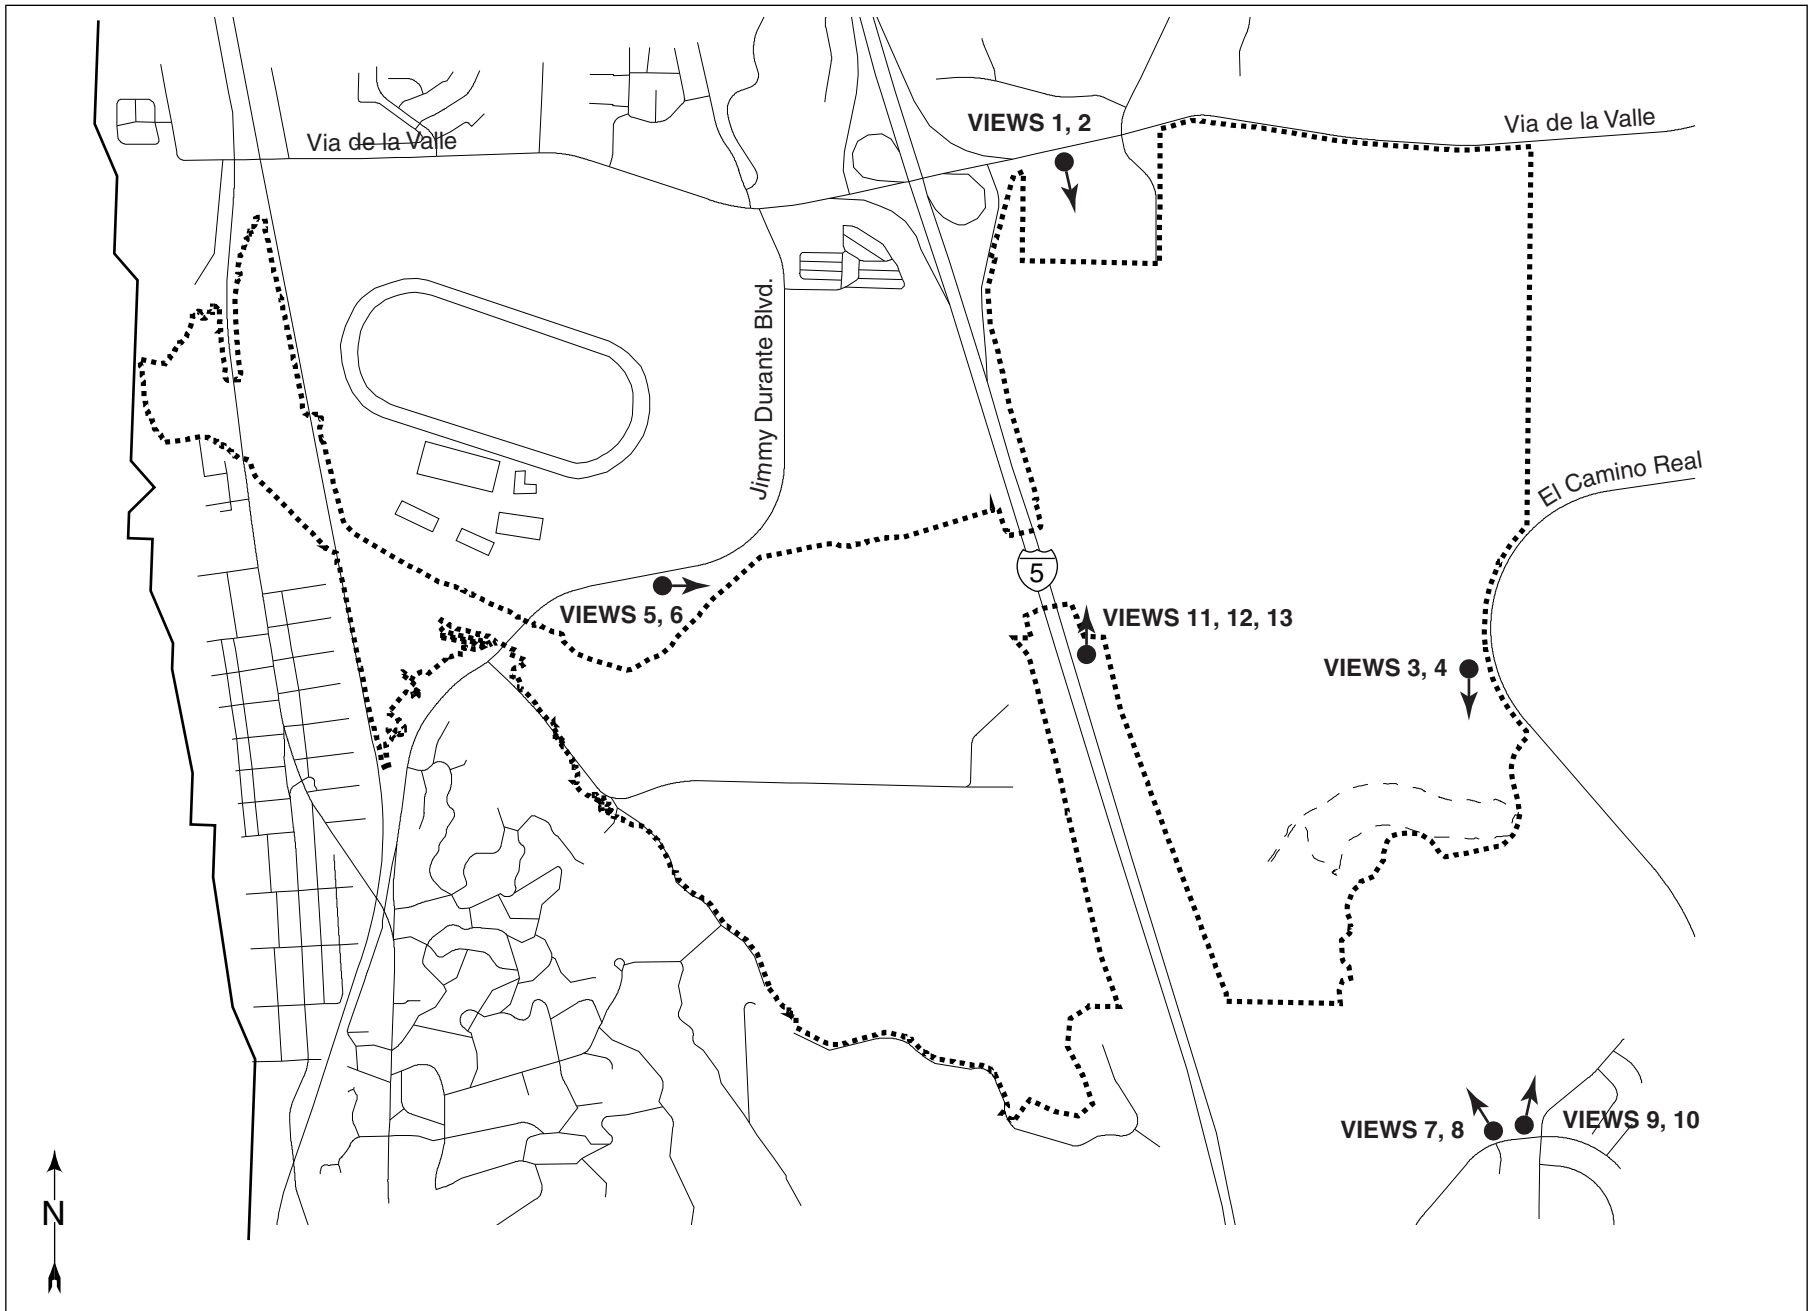 VIEWS 1, 2
Via de la Valle
Via de la Valle
Jimmy Durante Blvd.
El Camino Real
5
VIEWS 5, 6
VIEWS 11, 12, 13
VIEWS 3, 4
VIEWS 7, 8
VIEWS 9, 10
N